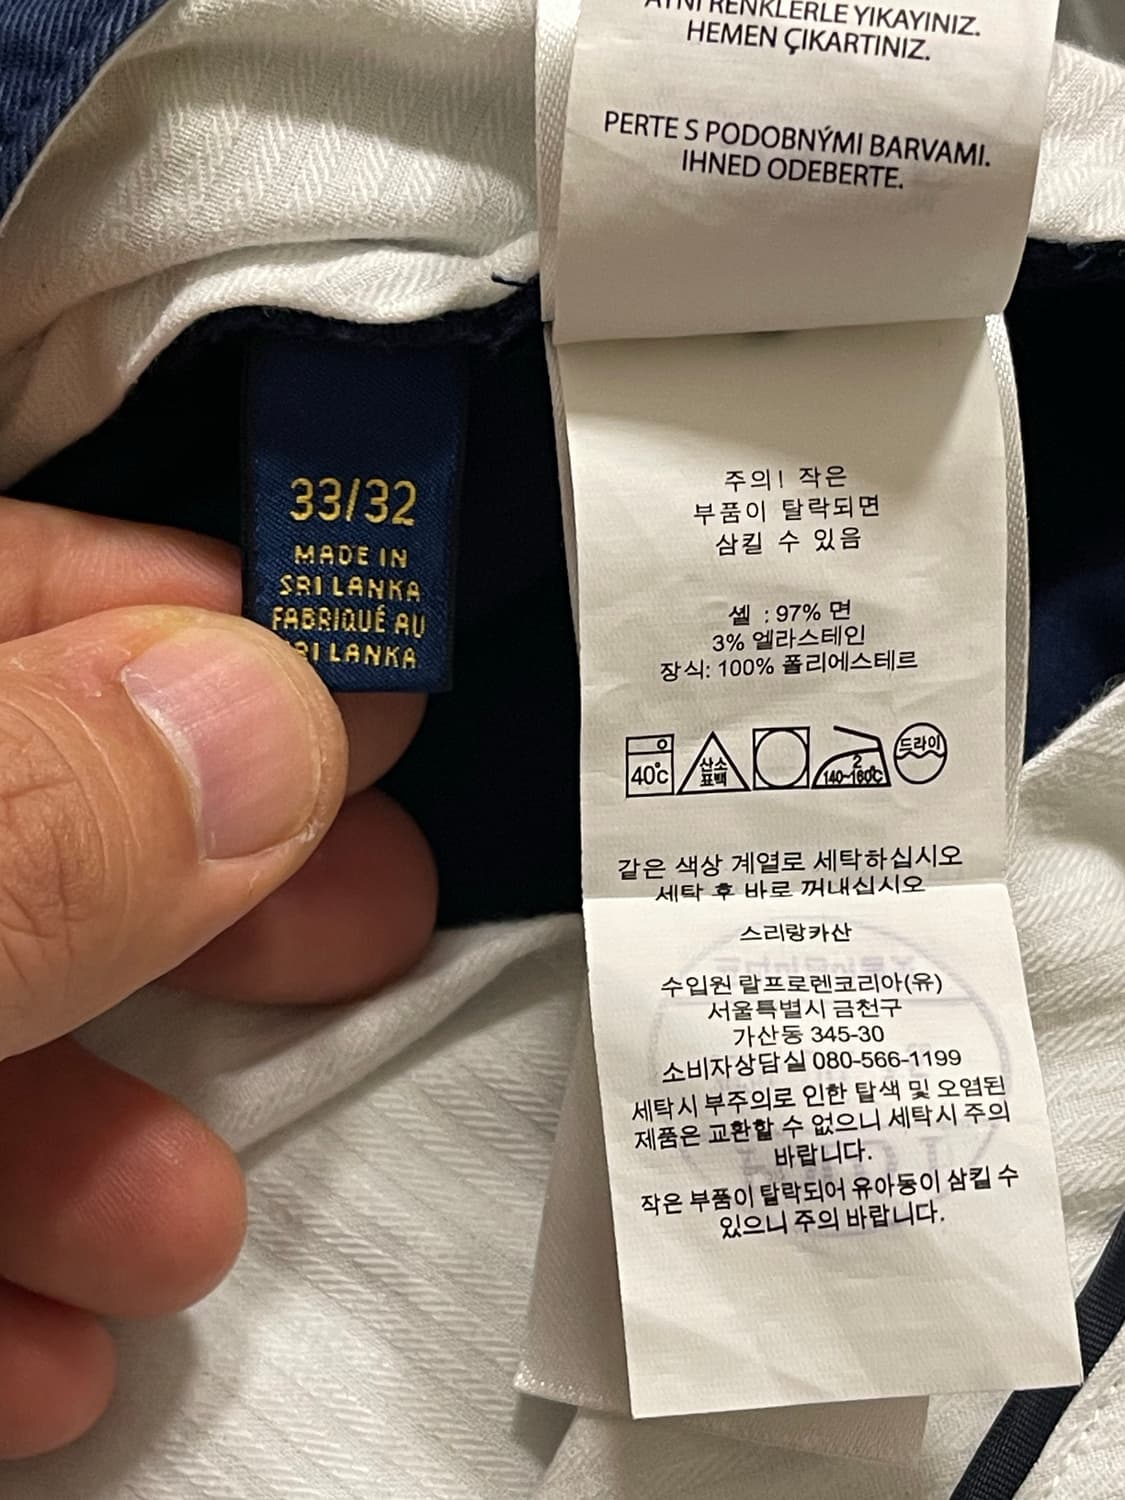 RENKLERLE YIKAYINIZ.
HEMEN ÇIKARTINIZ.
PERTE S PODOBNÝMI BARVAMI.
IHNED ODEBERTE.
33/32
MADE IN
SRI LANKA
FABRIQUÉ AU
SRI LANKA
주의! 작은
부품이 탈락되면
삼킬 수 있음
셸 : 97% 면
3% 엘라스테인
장식: 100% 폴리에스테르
40℃
산소
표백
2
140~160℃
드라이
같은 색상 계열로 세탁하십시오
세탁 후 바로 꺼내십시오
스리랑카산
수입원 랄프로렌코리아(유)
서울특별시 금천구
가산동 345-30
소비자상담실 080-566-1199
세탁시 부주의로 인한 탈색 및 오염된
제품은 교환할 수 없으니 세탁시 주의
바랍니다.
작은 부품이 탈락되어 유아동이 삼킬 수
있으니 주의 바랍니다.